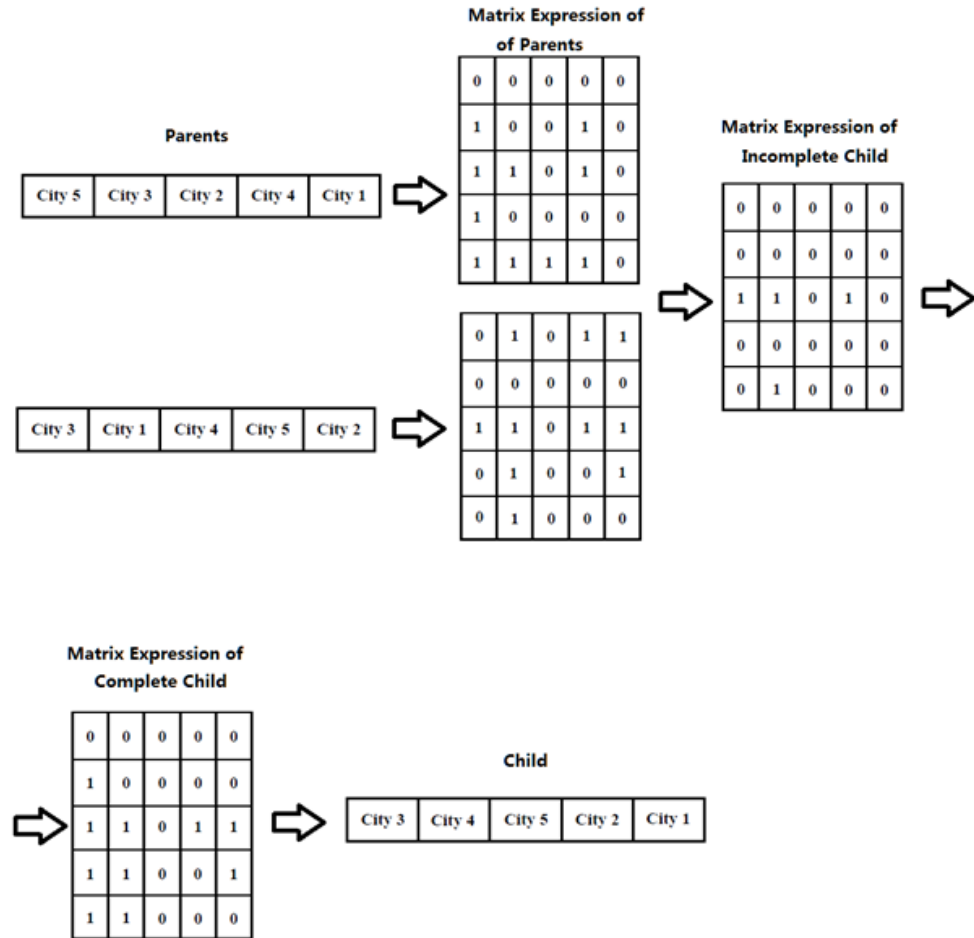 Matrix Expression of
of Parents
0 0 0 0 0
1 0 0 1 0
1 1 0 1 0
1 0 0 0 0
1 1 1 1 0
Parents
City 5 City 3 City 2 City 4 City 1
0 1 0 1 1
0 0 0 0 0
1 1 0 1 1
0 1 0 0 1
0 1 0 0 0
City 3 City 1 City 4 City 5 City 2
Matrix Expression of
Incomplete Child
0 0 0 0 0
0 0 0 0 0
1 1 0 1 0
0 0 0 0 0
0 1 0 0 0
Matrix Expression of
Complete Child
0 0 0 0 0
1 0 0 0 0
1 1 0 1 1
1 1 0 0 1
1 1 0 0 0
Child
City 3 City 4 City 5 City 2 City 1